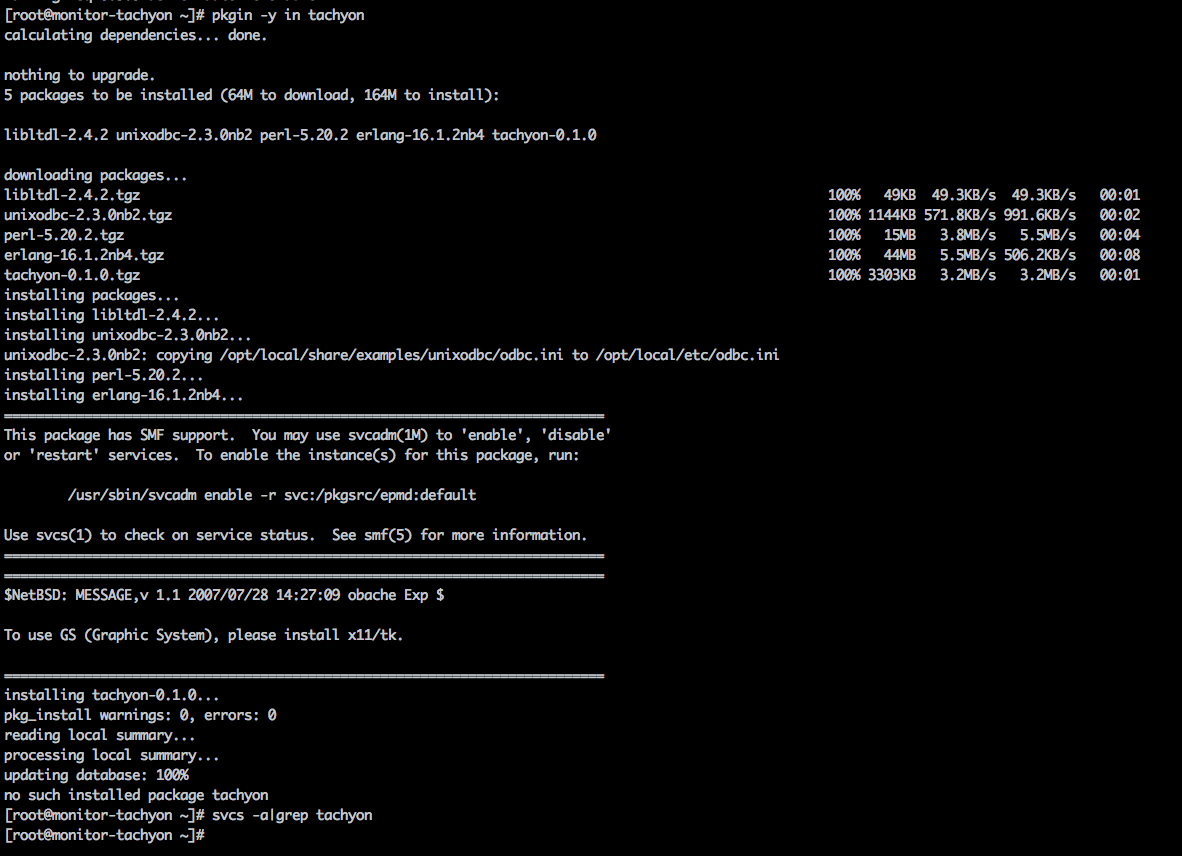 [root@monitor-tachyon ~]# pkgin -y in tachyon
calculating dependencies... done.
nothing to upgrade.
5 packages to be installed (64M to download, 164M to install):
libltdl-2.4.2 unixodbc-2.3.0nb2 perl-5.20.2 erlang-16.1.2nb4 tachyon-0.1.0
downloading packages...
libltdl-2.4.2.tgz 100% 49KB 49.3KB/s 49.3KB/s 00:01
unixodbc-2.3.0nb2.tgz 100% 1144KB 571.8KB/s 991.6KB/s 00:02
perl-5.20.2.tgz 100% 15MB 3.8MB/s 5.5MB/s 00:04
erlang-16.1.2nb4.tgz 100% 44MB 5.5MB/s 506.2KB/s 00:08
tachyon-0.1.0.tgz 100% 3303KB 3.2MB/s 3.2MB/s 00:01
installing packages...
installing libltdl-2.4.2...
installing unixodbc-2.3.0nb2...
unixodbc-2.3.0nb2: copying /opt/local/share/examples/unixodbc/odbc.ini to /opt/local/etc/odbc.ini
installing perl-5.20.2...
installing erlang-16.1.2nb4...
===========================================================================
This package has SMF support.  You may use svcadm(1M) to 'enable', 'disable'
or 'restart' services.  To enable the instance(s) for this package, run:
/usr/sbin/svcadm enable -r svc:/pkgsrc/epmd:default
Use svcs(1) to check on service status.  See smf(5) for more information.
===========================================================================
===========================================================================
$NetBSD: MESSAGE,v 1.1 2007/07/28 14:27:09 obache Exp $
To use GS (Graphic System), please install x11/tk.
===========================================================================
installing tachyon-0.1.0...
pkg_install warnings: 0, errors: 0
reading local summary...
processing local summary...
updating database: 100%
no such installed package tachyon
[root@monitor-tachyon ~]# svcs -a|grep tachyon
[root@monitor-tachyon ~]#